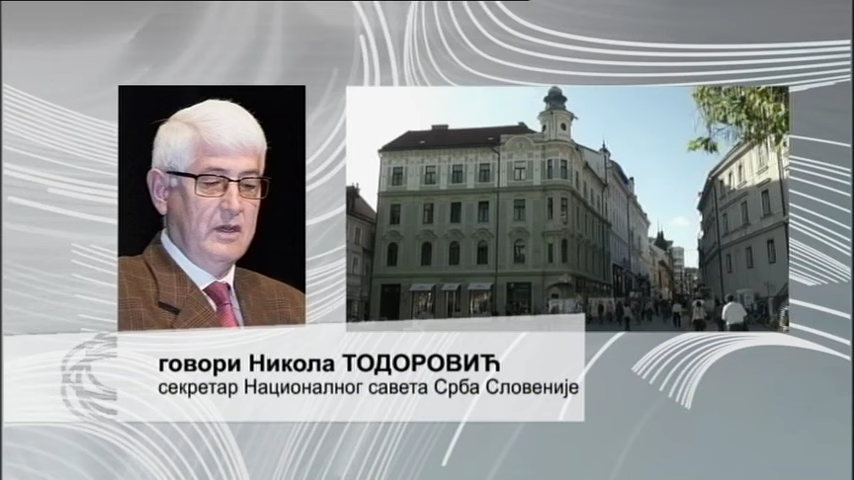 говори Никола ТОДОРОВИЋ
секретар Националног савета Срба Словеније